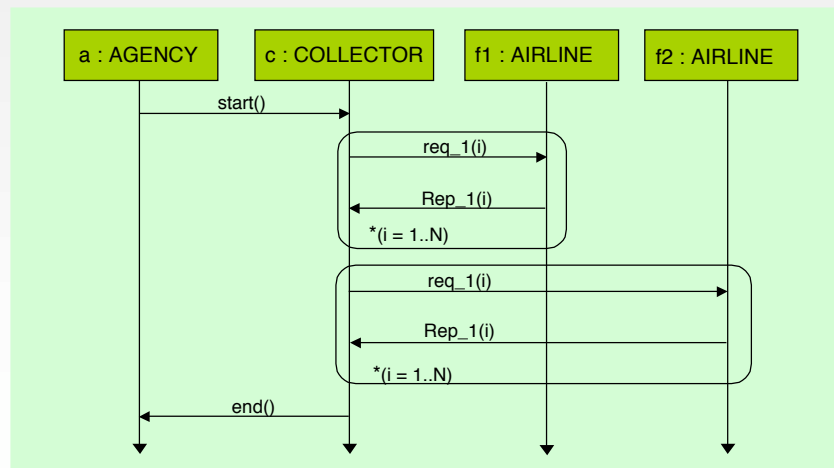 a : AGENCY
c : COLLECTOR
f1 : AIRLINE
f2 : AIRLINE
start()
req_1(i)
Rep_1(i)
*(i = 1..N)
req_1(i)
Rep_1(i)
*(i = 1..N)
end()